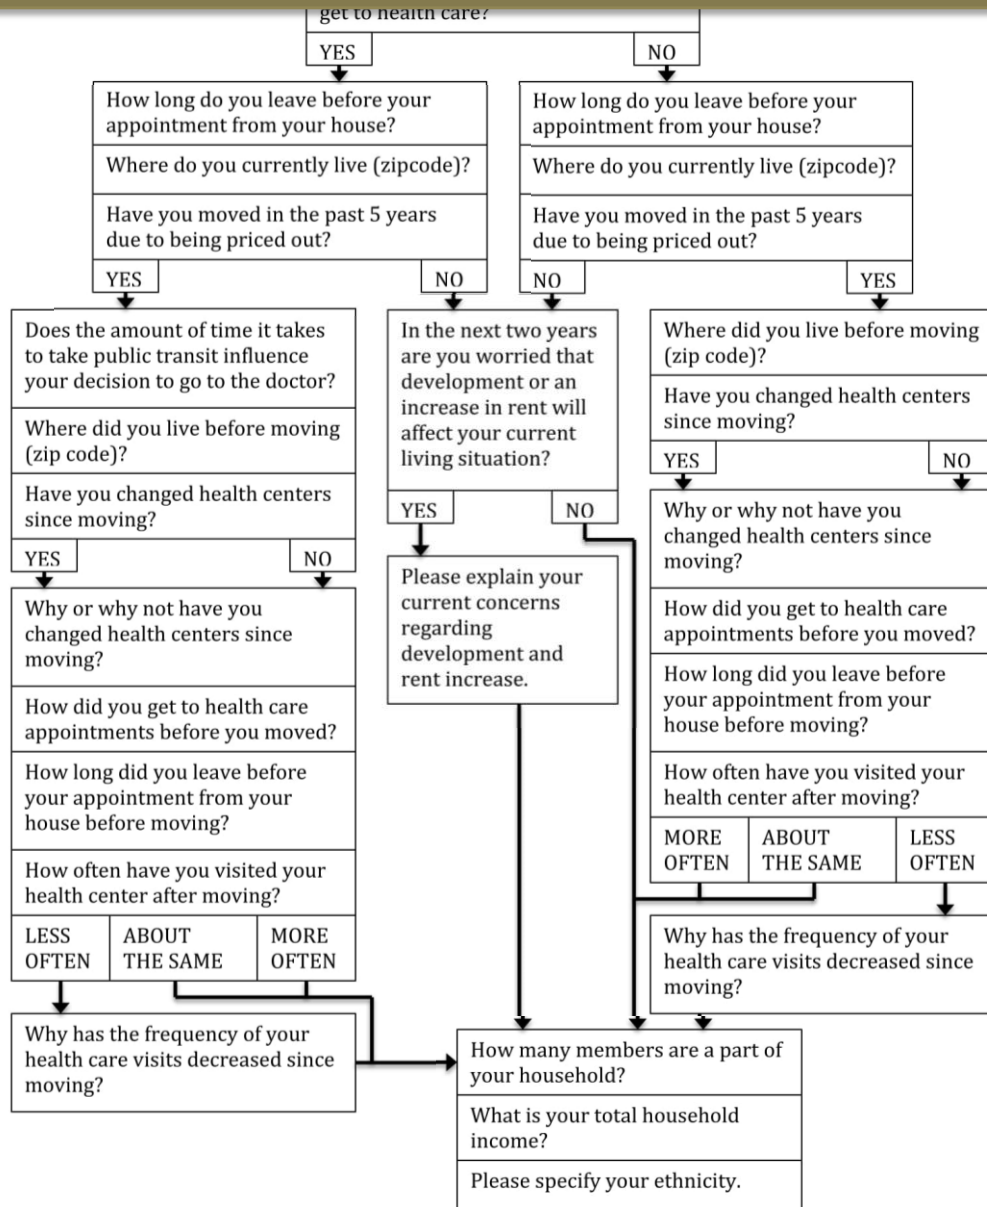 get to health care?
YES
NO
How long do you leave before your
appointment from your house?
Where do you currently live (zipcode)?
Have you moved in the past 5 years
due to being priced out?
YES
NO
How long do you leave before your
appointment from your house?
Where do you currently live (zipcode)?
Have you moved in the past 5 years
due to being priced out?
NO
YES
Does the amount of time it takes
to take public transit influence
your decision to go to the doctor?
Where did you live before moving
(zip code)?
Have you changed health centers
since moving?
YES
NO
Why or why not have you
changed health centers since
moving?
How did you get to health care
appointments before you moved?
How long did you leave before
your appointment from your
house before moving?
How often have you visited your
health center after moving?
LESS
OFTEN
ABOUT
THE SAME
MORE
OFTEN
Why has the frequency of your
health care visits decreased since
moving?
In the next two years
are you worried that
development or an
increase in rent will
affect your current
living situation?
YES
NO
Please explain your
current concerns
regarding
development and
rent increase.
Where did you live before moving
(zip code)?
Have you changed health centers
since moving?
YES
NO
Why or why not have you
changed health centers since
moving?
How did you get to health care
appointments before you moved?
How long did you leave before
your appointment from your
house before moving?
How often have you visited your
health center after moving?
MORE
OFTEN
ABOUT
THE SAME
LESS
OFTEN
Why has the frequency of your
health care visits decreased since
moving?
How many members are a part of
your household?
What is your total household
income?
Please specify your ethnicity.